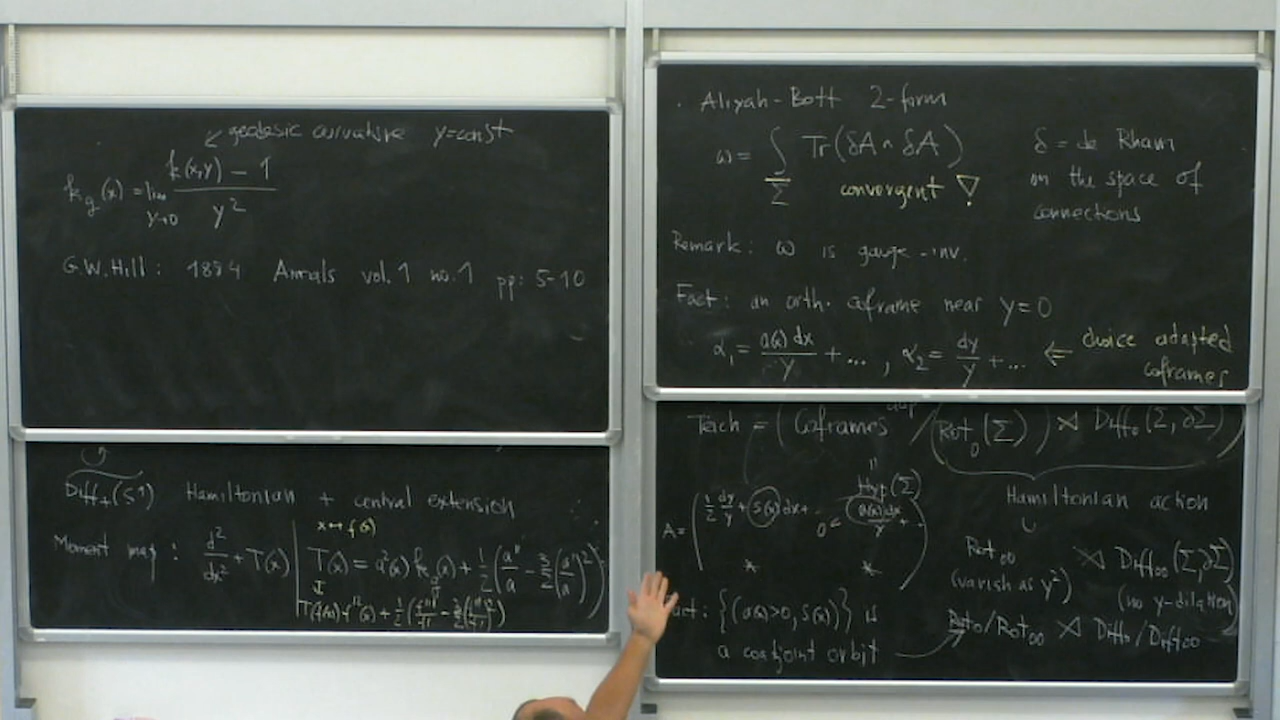 ↙ geodesic curvature y=const
k_g(x) = lim_{y→0} (k(x,y) - 1)/y²
G.W.Hill: 1884 Annals vol.1 no.1 pp: 5-10
Diff₊(S¹) Hamiltonian + central extension
x ↦ f(x)
Moment map: d²/dx² + T(x) | T(x) = a²(x) k_g(x) + 1/2 (a''/a - 3/2 (a'/a)²)
↓
T(f(x)) f'²(x) + 1/2 (f'''/f' - 3/2 (f''/f')²)
. Atiyah-Bott 2-form
ω = ∫_Σ Tr(δA ∧ δA)
convergent ▽!
δ = de Rham
on the space of
connections
Remark: ω is gauge-inv.
Fact: an orth. coframe near y=0
α₁ = a(x)dx/y + ... , α₂ = dy/y + ... ⇐ choice adapted
coframes
Teich = (Coframes^{adp} / (Rot₀(Σ)) ⋊ Diff₀(Σ,∂Σ))
Hyp(Σ)
Hamiltonian action
A = ( 1/2 dy/y + s(x)dx + .. a(x)dx/y + .. * * )
Rot₀₀ ⋊ Diff₀₀(Σ,∂Σ)
(vanish as y²) (no y-dilation)
Fact: {(a(x)>0, s(x))} is
a coadjoint orbit → Rot₀/Rot₀₀ ⋊ Diff₀/Diff₀₀